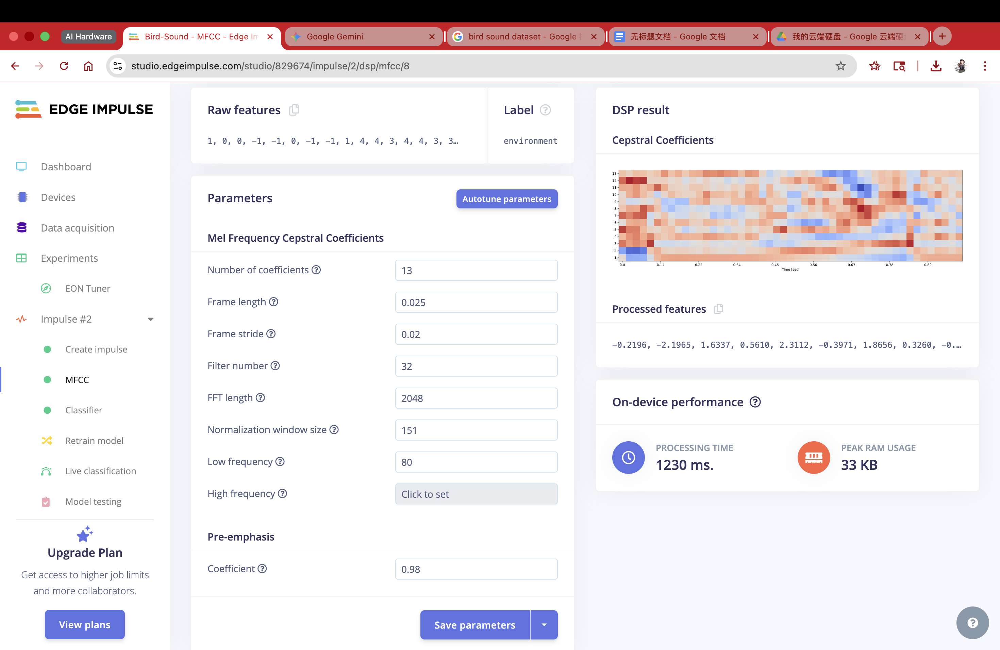 AI Hardware
Bird-Sound - MFCC - Edge Im
Google Gemini
bird sound dataset - Google
无标题文档 - Google 文档
我的云端硬盘 - Google 云端硬
studio.edgeimpulse.com/studio/829674/impulse/2/dsp/mfcc/8
EDGE IMPULSE
Dashboard
Devices
Data acquisition
Experiments
EON Tuner
Impulse #2
Create impulse
MFCC
Classifier
Retrain model
Live classification
Model testing
Upgrade Plan
Get access to higher job limits
and more collaborators.
View plans
Raw features
1, 0, 0, -1, -1, 0, -1, -1, 1, 4, 4, 3, 4, 4, 3, 3…
Label
environment
Parameters
Autotune parameters
Mel Frequency Cepstral Coefficients
Number of coefficients
13
Frame length
0.025
Frame stride
0.02
Filter number
32
FFT length
2048
Normalization window size
151
Low frequency
80
High frequency
Click to set
Pre-emphasis
Coefficient
0.98
Save parameters
DSP result
Cepstral Coefficients
13
12
11
10
9
8
7
6
5
4
3
2
1
0.0 0.11 0.22 0.34 0.45 0.56 0.67 0.78 0.89
Time [sec]
Processed features
-0.2196, -2.1965, 1.6337, 0.5610, 2.3112, -0.3971, 1.8656, 0.3260, -0.…
On-device performance
PROCESSING TIME
1230 ms.
PEAK RAM USAGE
33 KB